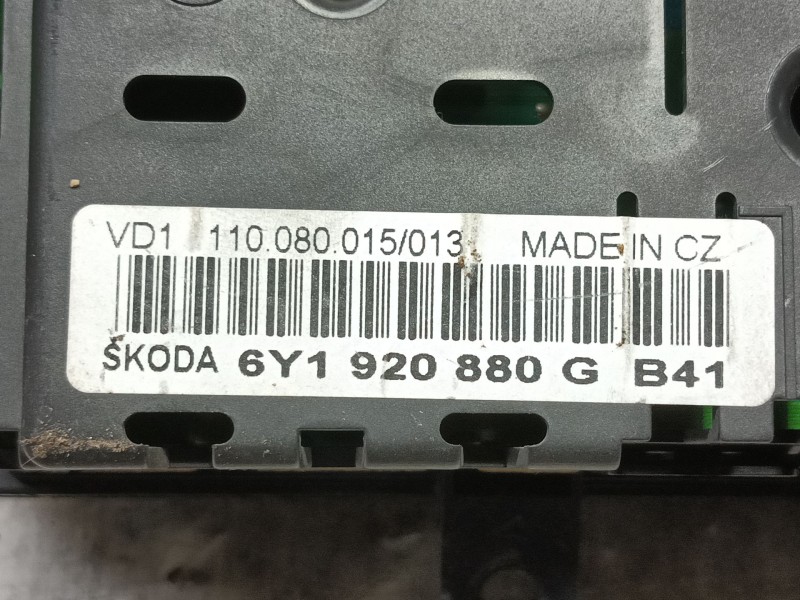 VD1 110.080.015/013 MADE IN CZ
ŠKODA 6Y1 920 880 G B41